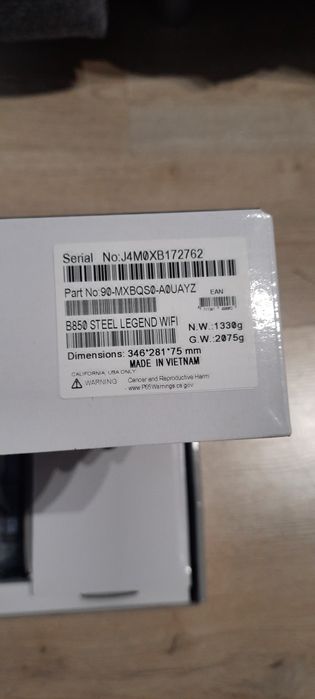 Serial No:J4M0XB172762
Part No:90-MXBQS0-A0UAYZ
EAN
B850 STEEL LEGEND WIFI
N.W.:1330g
G.W.:2075g
Dimensions: 346*281*75 mm
MADE IN VIETNAM
CALIFORNIA, USA ONLY
WARNING Cancer and Reproductive Harm
www.P65Warnings.ca.gov